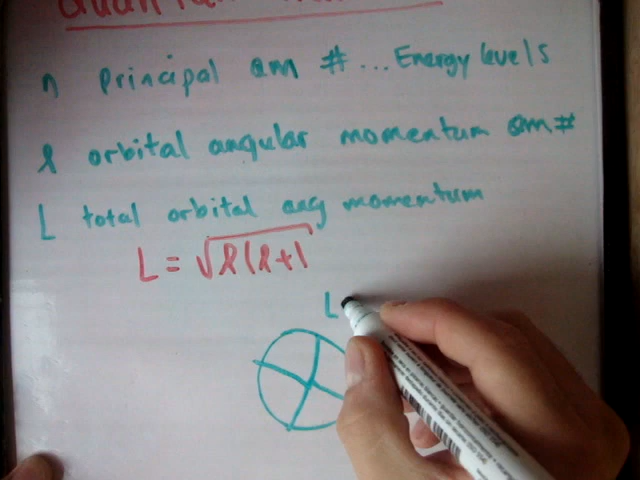 n principal QM # ... Energy levels
l orbital angular momentum QM #
L total orbital ang momentum
L = √l(l+1
L